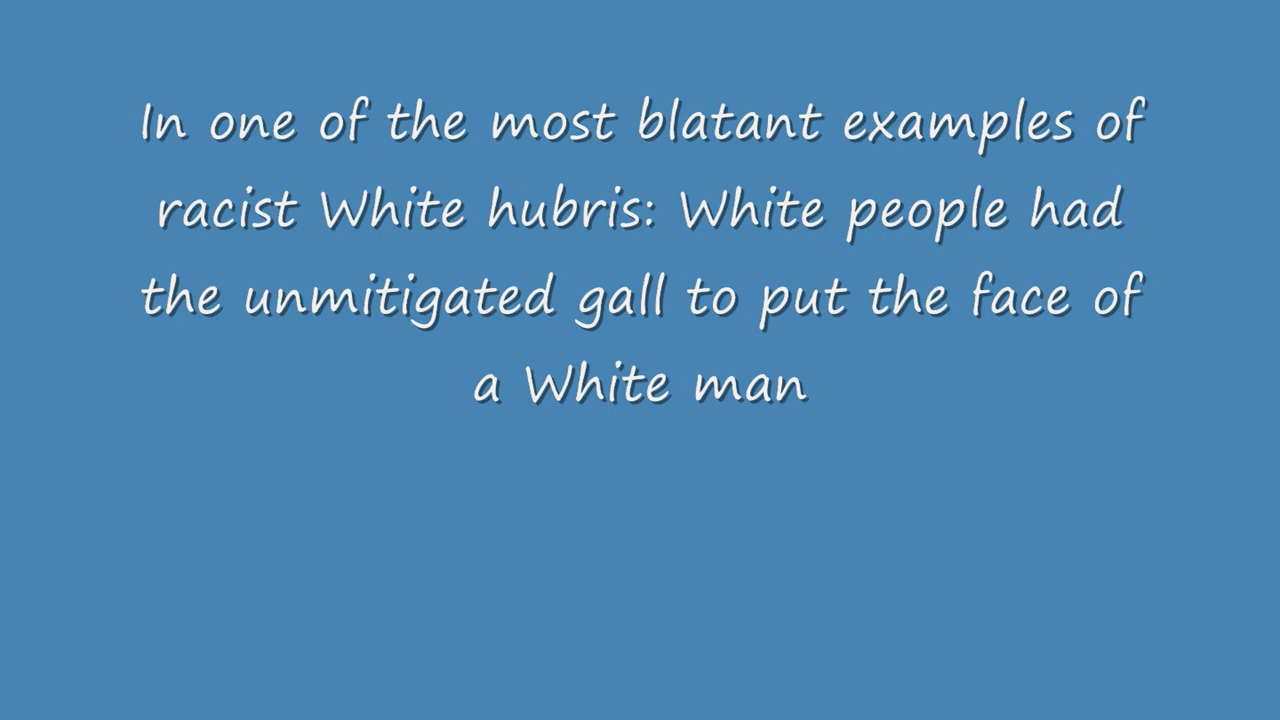 In one of the most blatant examples of
racist White hubris: White people had
the unmitigated gall to put the face of
a White man